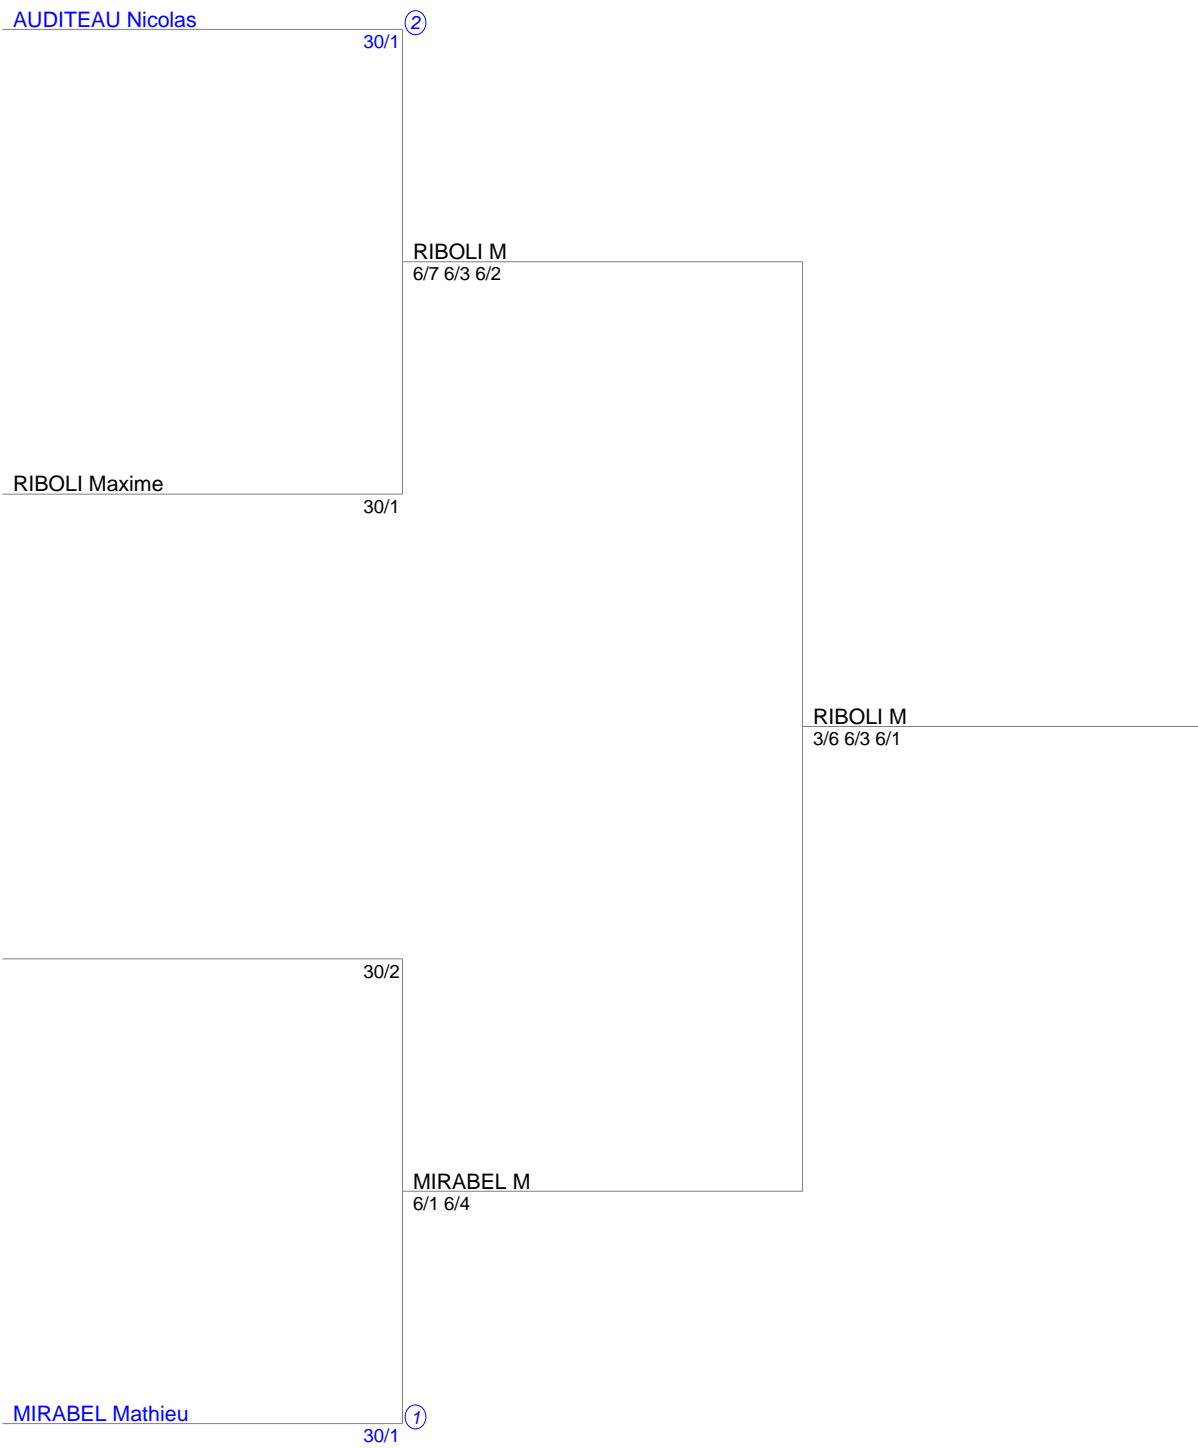 AUDITEAU Nicolas
2
30/1
RIBOLI M
6/7 6/3 6/2
RIBOLI Maxime
30/1
RIBOLI M
3/6 6/3 6/1
30/2
MIRABEL M
6/1 6/4
MIRABEL Mathieu
1
30/1